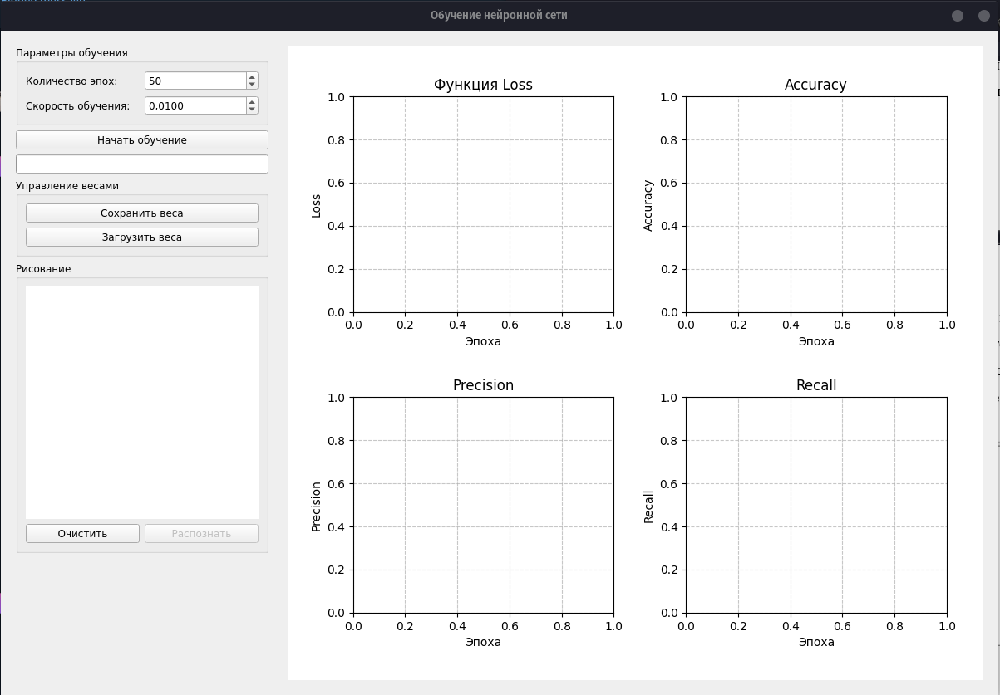 Обучение нейронной сети
Параметры обучения
Количество эпох: 50
Скорость обучения: 0,0100
Начать обучение
Управление весами
Сохранить веса
Загрузить веса
Рисование
Очистить Распознать
Функция Loss
1.0
0.8
0.6
0.4
0.2
0.0
Loss
0.0 0.2 0.4 0.6 0.8 1.0
Эпоха
Accuracy
1.0
0.8
0.6
0.4
0.2
0.0
Accuracy
0.0 0.2 0.4 0.6 0.8 1.0
Эпоха
Precision
1.0
0.8
0.6
0.4
0.2
0.0
Precision
0.0 0.2 0.4 0.6 0.8 1.0
Эпоха
Recall
1.0
0.8
0.6
0.4
0.2
0.0
Recall
0.0 0.2 0.4 0.6 0.8 1.0
Эпоха